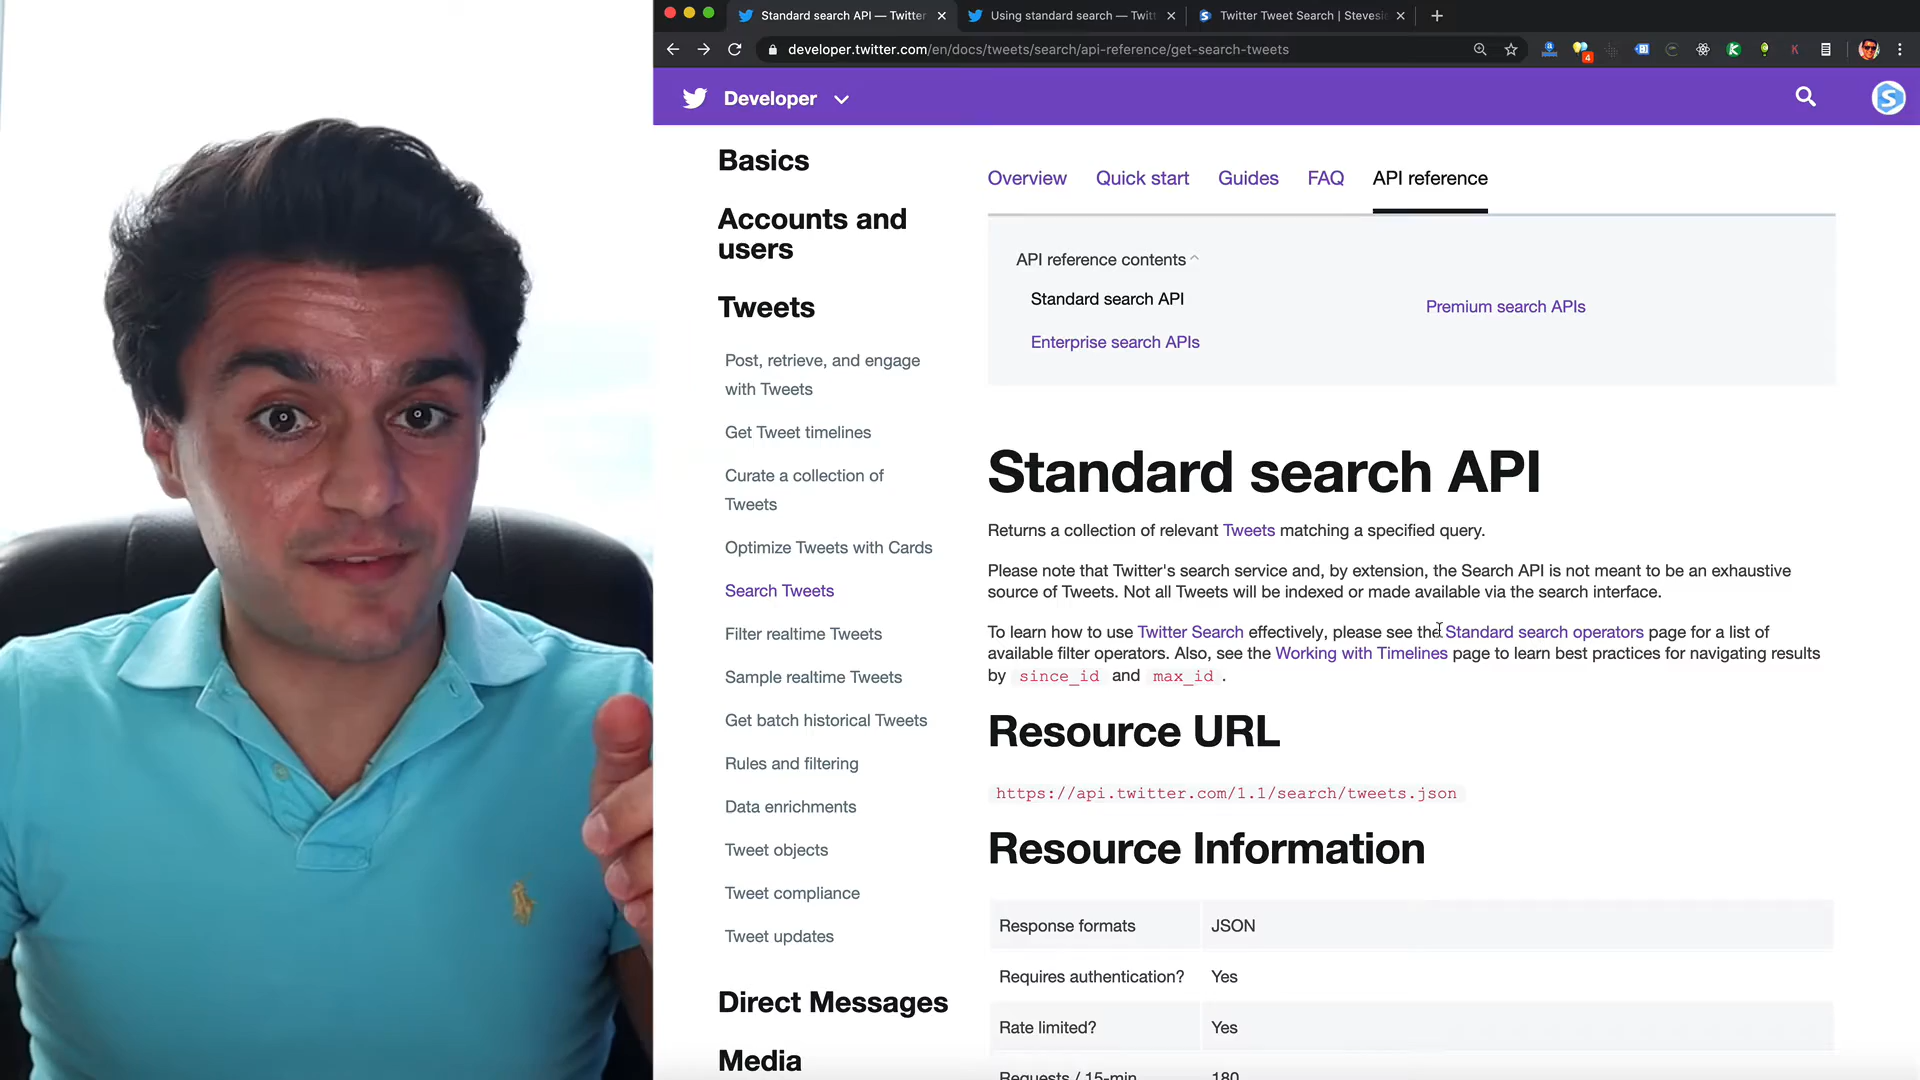 Standard search API — Twitter
Using standard search — Twitt
Twitter Tweet Search | Stevesie
developer.twitter.com/en/docs/tweets/search/api-reference/get-search-tweets
4
Developer
Basics
Accounts and
users
Tweets
Post, retrieve, and engage
with Tweets
Get Tweet timelines
Curate a collection of
Tweets
Optimize Tweets with Cards
Search Tweets
Filter realtime Tweets
Sample realtime Tweets
Get batch historical Tweets
Rules and filtering
Data enrichments
Tweet objects
Tweet compliance
Tweet updates
Direct Messages
Media
Overview Quick start Guides FAQ API reference
API reference contents
Standard search API
Premium search APIs
Enterprise search APIs
Standard search API
Returns a collection of relevant Tweets matching a specified query.
Please note that Twitter's search service and, by extension, the Search API is not meant to be an exhaustive
source of Tweets. Not all Tweets will be indexed or made available via the search interface.
To learn how to use Twitter Search effectively, please see the Standard search operators page for a list of
available filter operators. Also, see the Working with Timelines page to learn best practices for navigating results
by since_id and max_id .
Resource URL
https://api.twitter.com/1.1/search/tweets.json
Resource Information
Response formats JSON
Requires authentication? Yes
Rate limited? Yes
Requests / 15-min 180